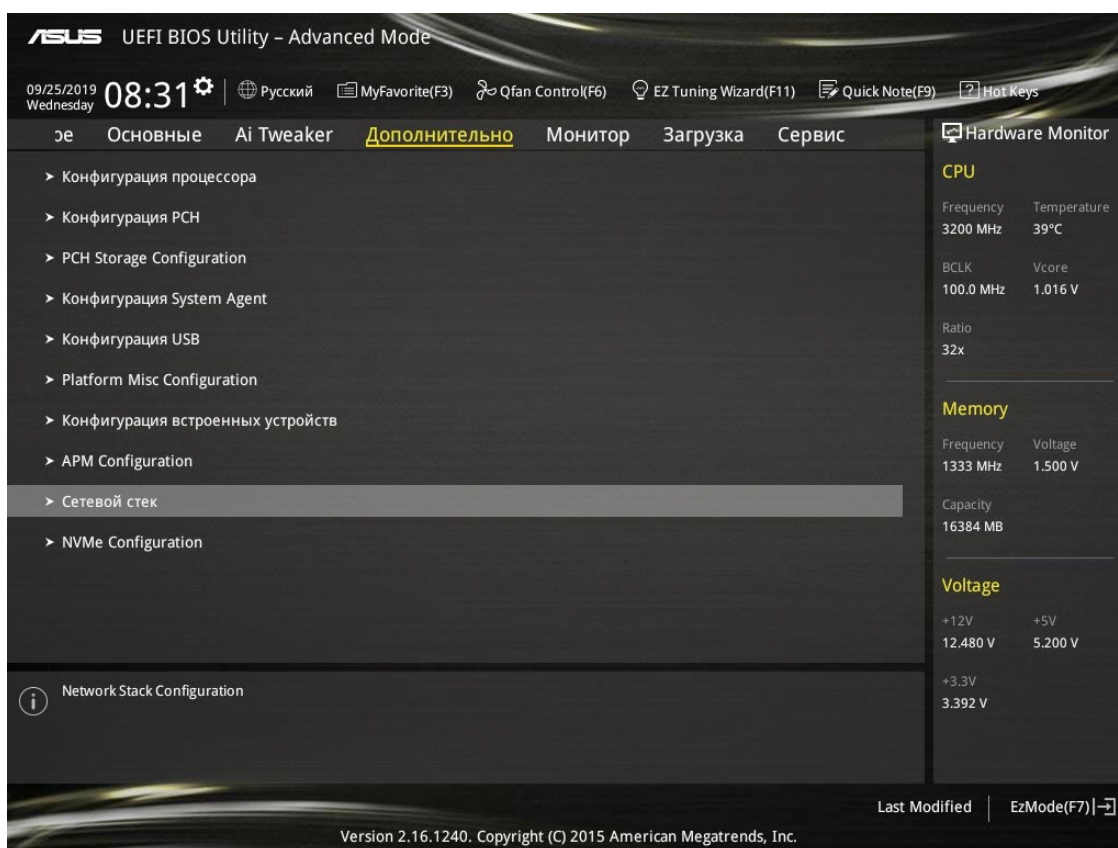 ASUS UEFI BIOS Utility – Advanced Mode
09/25/2019
Wednesday
08:31
Русский
MyFavorite(F3)
Qfan Control(F6)
EZ Tuning Wizard(F11)
Quick Note(F9)
? Hot Keys
ое Основные Ai Tweaker Дополнительно Монитор Загрузка Сервис
Конфигурация процессора
Конфигурация PCH
PCH Storage Configuration
Конфигурация System Agent
Конфигурация USB
Platform Misc Configuration
Конфигурация встроенных устройств
APM Configuration
Сетевой стек
NVMe Configuration
Network Stack Configuration
Hardware Monitor
CPU
Frequency Temperature
3200 MHz 39°C
BCLK Vcore
100.0 MHz 1.016 V
Ratio
32x
Memory
Frequency Voltage
1333 MHz 1.500 V
Capacity
16384 MB
Voltage
+12V +5V
12.480 V 5.200 V
+3.3V
3.392 V
Last Modified
EzMode(F7)
Version 2.16.1240. Copyright (C) 2015 American Megatrends, Inc.